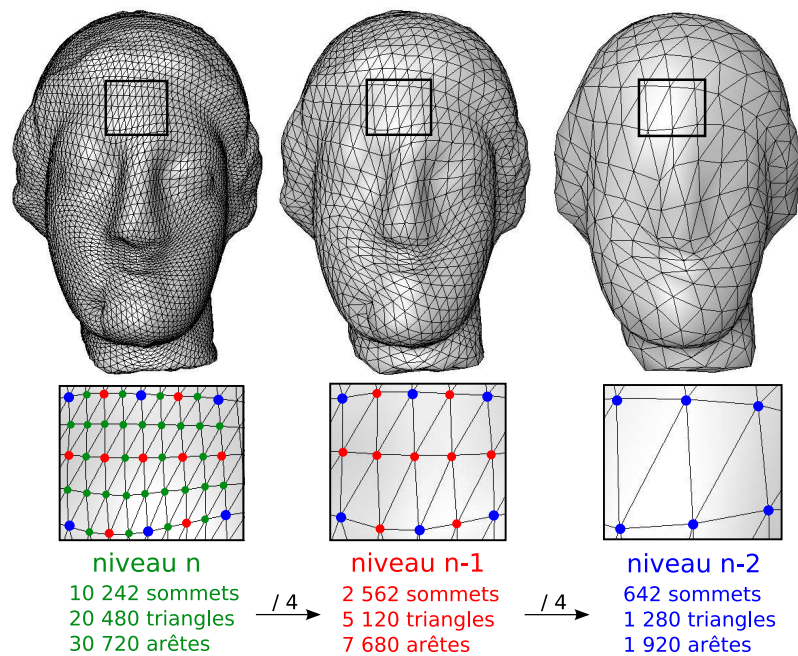 niveau n
niveau n-1
niveau n-2
10 242 sommets
20 480 triangles
30 720 arêtes
/ 4
2 562 sommets
5 120 triangles
7 680 arêtes
/ 4
642 sommets
1 280 triangles
1 920 arêtes